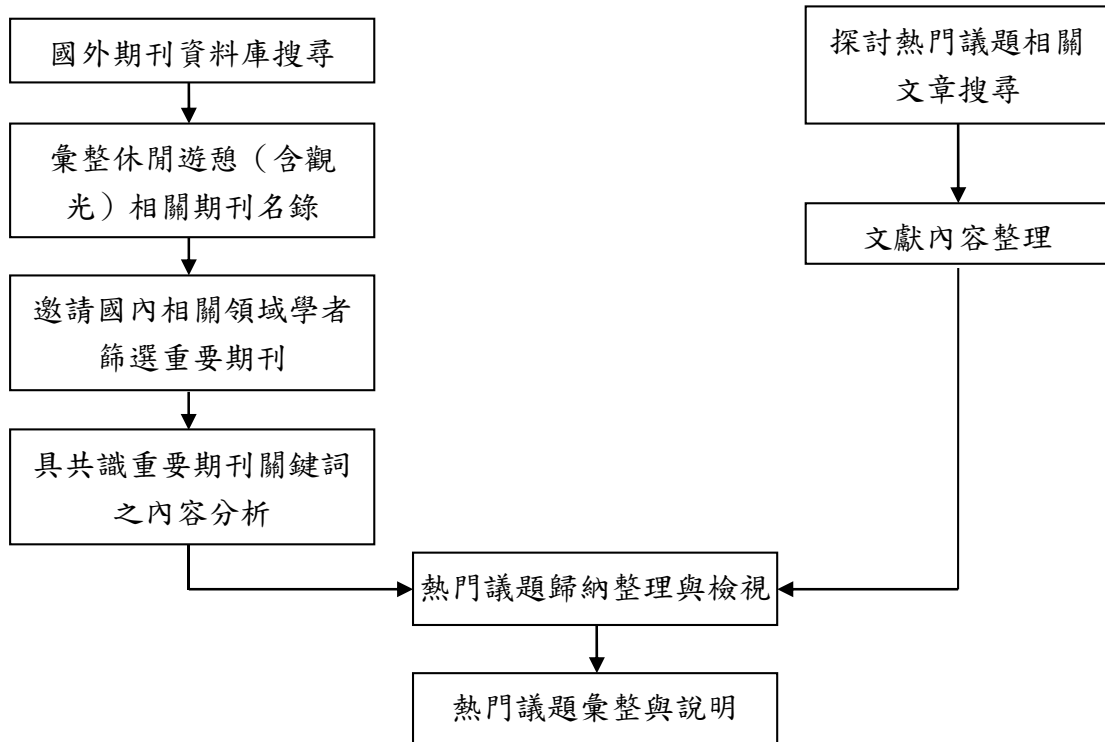 國外期刊資料庫搜尋
彙整休閒遊憩（含觀
光）相關期刊名錄
邀請國內相關領域學者
篩選重要期刊
具共識重要期刊關鍵詞
之內容分析
探討熱門議題相關
文章搜尋
文獻內容整理
熱門議題歸納整理與檢視
熱門議題彙整與說明